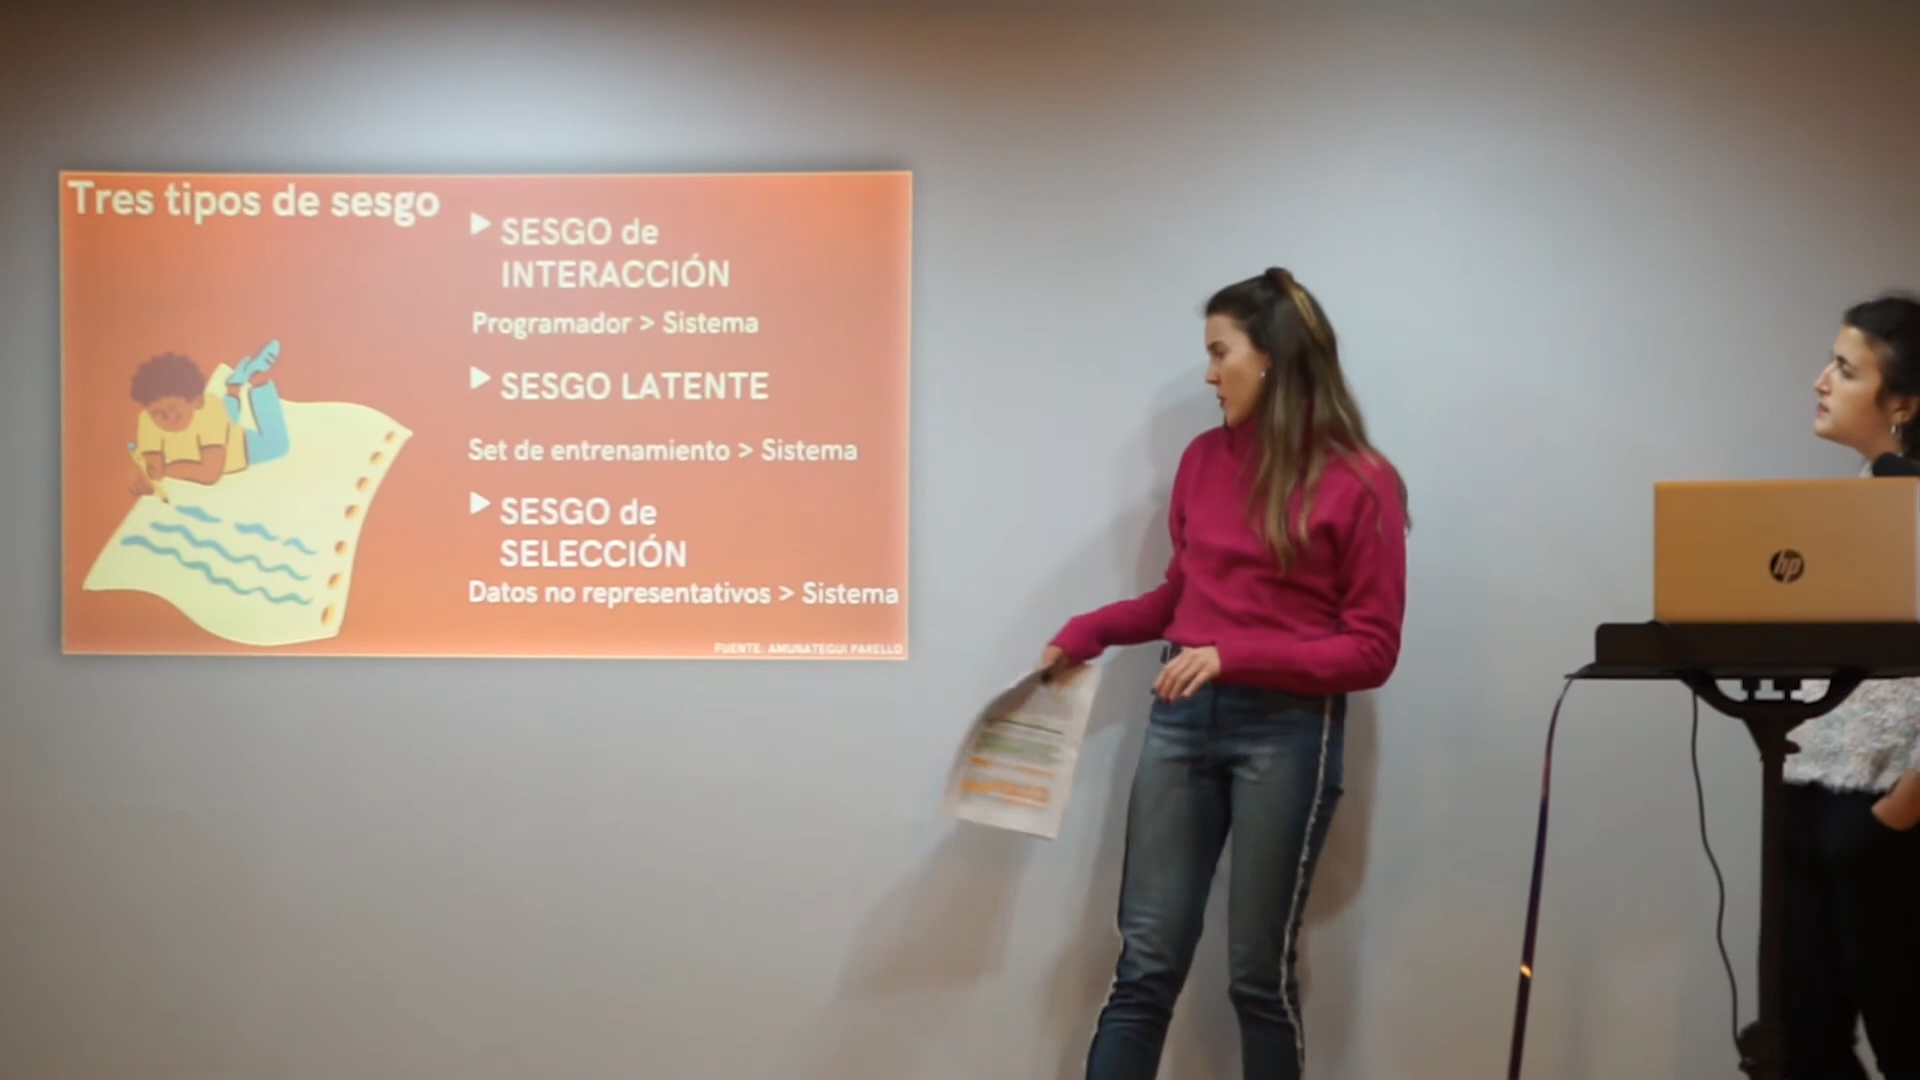 Tres tipos de sesgo
SESGO de
INTERACCIÓN
Programador > Sistema
SESGO LATENTE
Set de entrenamiento > Sistema
SESGO de
SELECCIÓN
Datos no representativos > Sistema
FUENTE: AMUNATEGUI PARELLO
hp